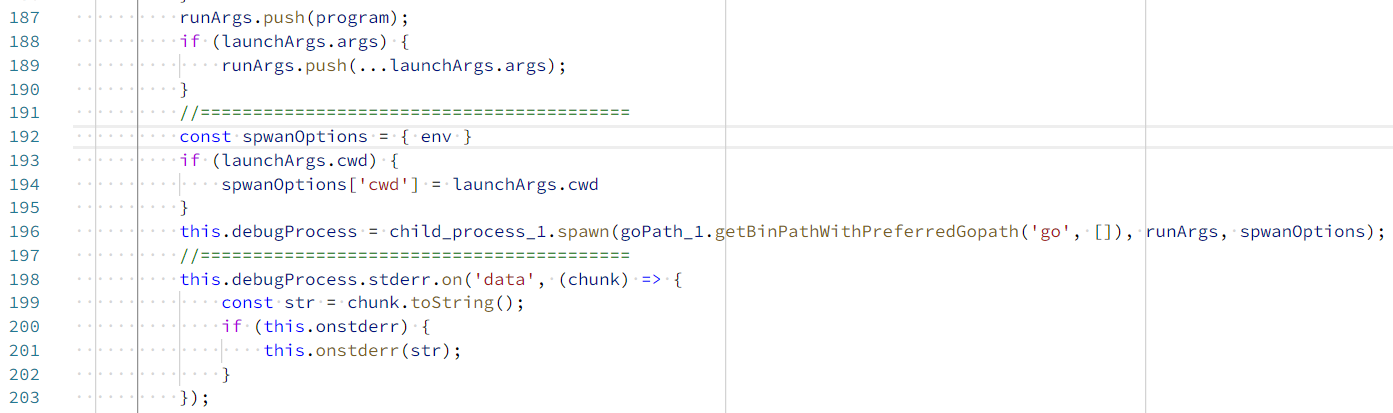 187 runArgs.push(program);
188 if (launchArgs.args) {
189 runArgs.push(...launchArgs.args);
190 }
191 //=========================================
192 const spwanOptions = { env }
193 if (launchArgs.cwd) {
194 spwanOptions['cwd'] = launchArgs.cwd
195 }
196 this.debugProcess = child_process_1.spawn(goPath_1.getBinPathWithPreferredGopath('go', []), runArgs, spwanOptions);
197 //=========================================
198 this.debugProcess.stderr.on('data', (chunk) => {
199 const str = chunk.toString();
200 if (this.onstderr) {
201 this.onstderr(str);
202 }
203 });